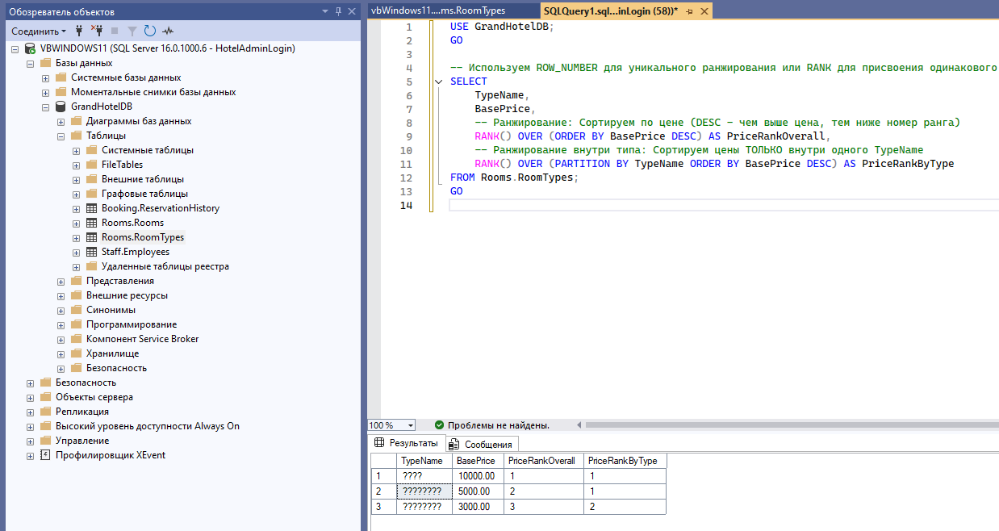 Обозреватель объектов
Соединить
VBWINDOWS11 (SQL Server 16.0.1000.6 - HotelAdminLogin)
Базы данных
Системные базы данных
Моментальные снимки базы данных
GrandHotelDB
Диаграммы баз данных
Таблицы
Системные таблицы
FileTables
Внешние таблицы
Графовые таблицы
Booking.ReservationHistory
Rooms.Rooms
Rooms.RoomTypes
Staff.Employees
Удаленные таблицы реестра
Представления
Внешние ресурсы
Синонимы
Программирование
Компонент Service Broker
Хранилище
Безопасность
Безопасность
Объекты сервера
Репликация
Высокий уровень доступности Always On
Управление
Профилировщик XEvent
vbWindows11....ms.RoomTypes SQLQuery1.sql...inLogin (58))*
1 USE GrandHotelDB;
2 GO
3
4 -- Используем ROW_NUMBER для уникального ранжирования или RANK для присвоения одинакового
5 SELECT
6 TypeName,
7 BasePrice,
8 -- Ранжирование: Сортируем по цене (DESC - чем выше цена, тем ниже номер ранга)
9 RANK() OVER (ORDER BY BasePrice DESC) AS PriceRankOverall,
10 -- Ранжирование внутри типа: Сортируем цены ТОЛЬКО внутри одного TypeName
11 RANK() OVER (PARTITION BY TypeName ORDER BY BasePrice DESC) AS PriceRankByType
12 FROM Rooms.RoomTypes;
13 GO
14
100 % Проблемы не найдены.
Результаты Сообщения
TypeName BasePrice PriceRankOverall PriceRankByType
1 ???? 10000.00 1 1
2 ???????? 5000.00 2 1
3 ???????? 3000.00 3 2